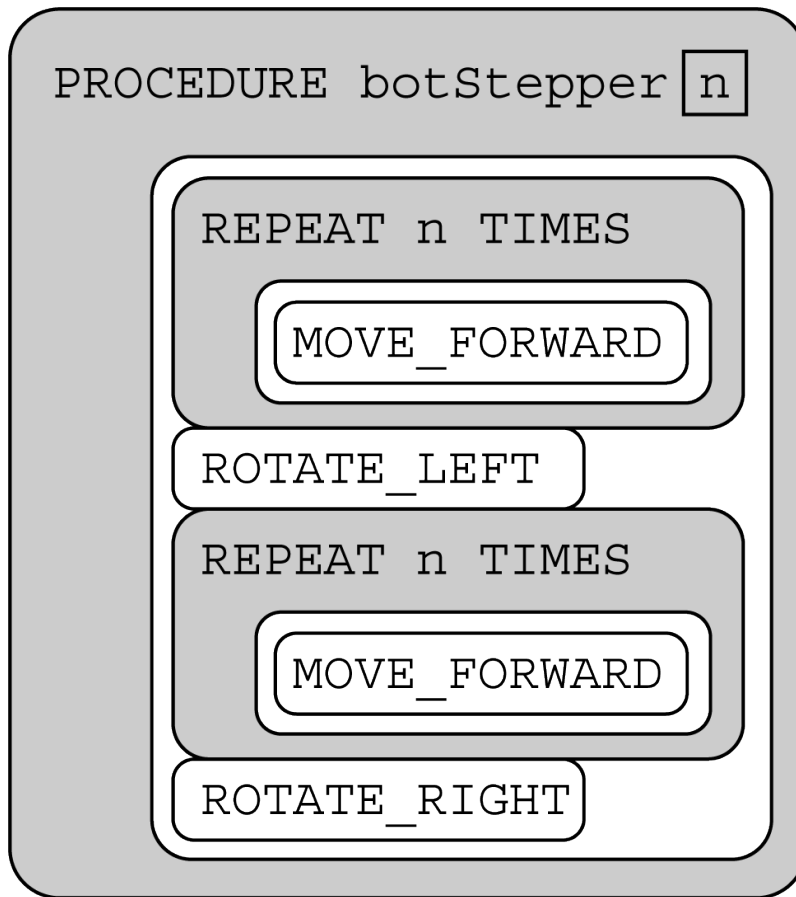 PROCEDURE botStepper n
REPEAT n TIMES
MOVE_FORWARD
ROTATE_LEFT
REPEAT n TIMES
MOVE_FORWARD
ROTATE_RIGHT